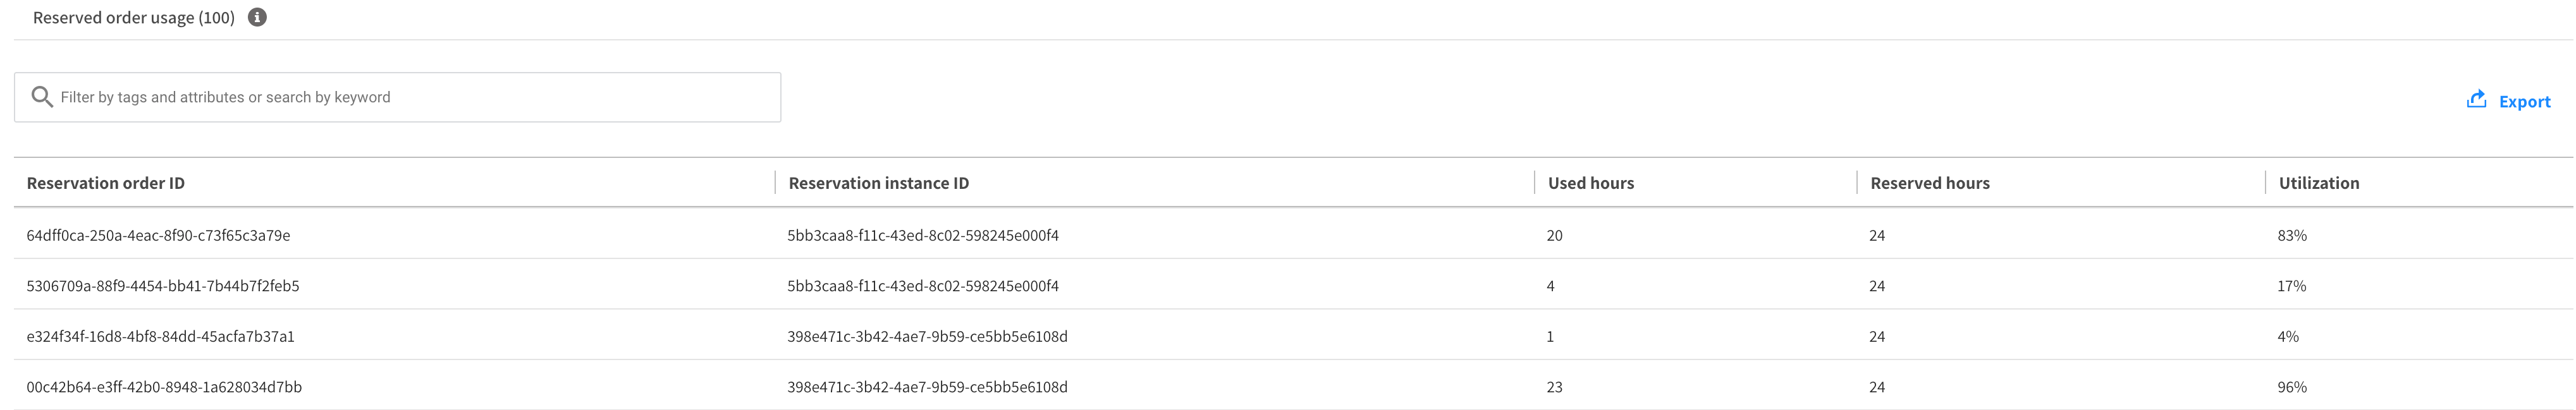 Reserved order usage (100)
Filter by tags and attributes or search by keyword
Export
Reservation order ID Reservation instance ID Used hours Reserved hours Utilization
64dff0ca-250a-4eac-8f90-c73f65c3a79e 5bb3caa8-f11c-43ed-8c02-598245e000f4 20 24 83%
5306709a-88f9-4454-bb41-7b44b7f2feb5 5bb3caa8-f11c-43ed-8c02-598245e000f4 4 24 17%
e324f34f-16d8-4bf8-84dd-45acfa7b37a1 398e471c-3b42-4ae7-9b59-ce5bb5e6108d 1 24 4%
00c42b64-e3ff-42b0-8948-1a628034d7bb 398e471c-3b42-4ae7-9b59-ce5bb5e6108d 23 24 96%